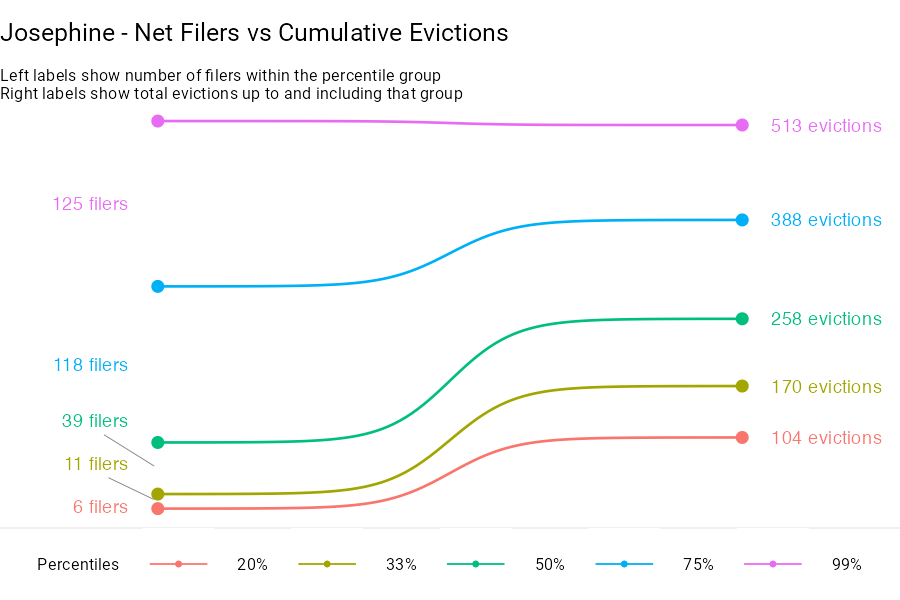 Josephine - Net Filers vs Cumulative Evictions
Left labels show number of filers within the percentile group
Right labels show total evictions up to and including that group
513 evictions
125 filers
388 evictions
258 evictions
118 filers
170 evictions
39 filers
104 evictions
11 filers
6 filers
Percentiles 20% 33% 50% 75% 99%